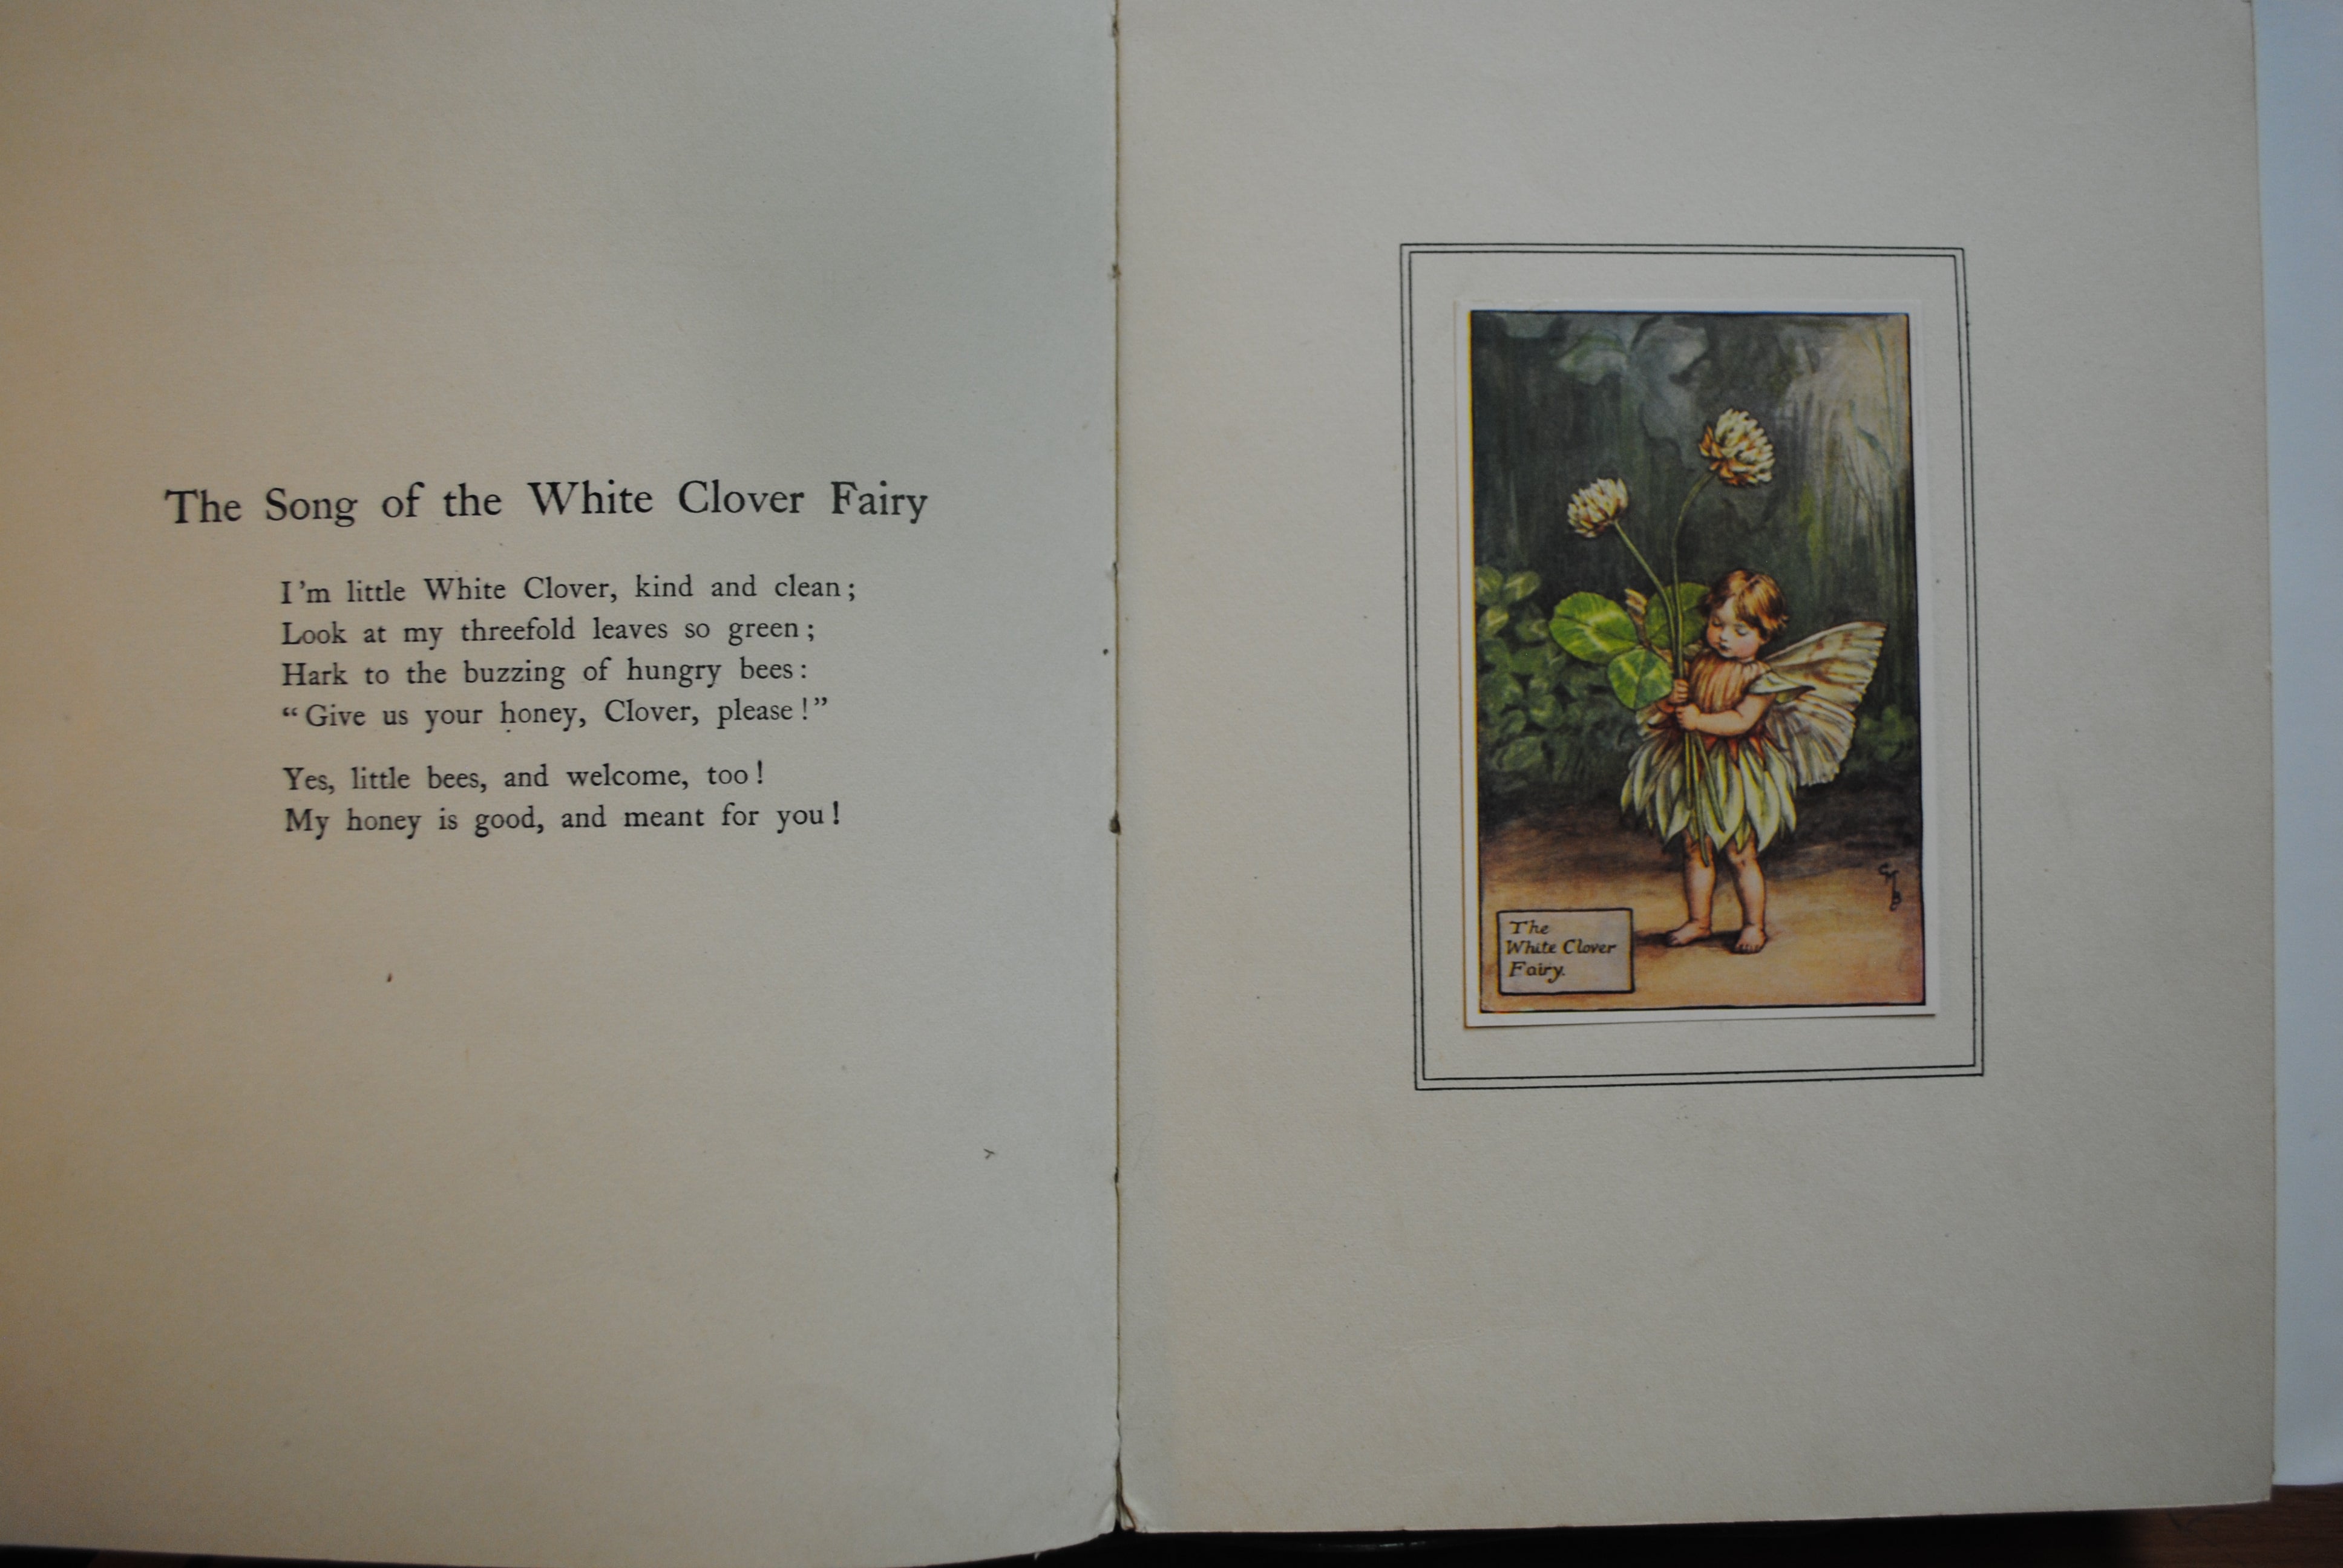 The Song of the White Clover Fairy
I'm little White Clover, kind and clean;
Look at my threefold leaves so green;
Hark to the buzzing of hungry bees:
“Give us your honey, Clover, please!”
Yes, little bees, and welcome, too!
My honey is good, and meant for you!
The
White Clover
Fairy.
CMB